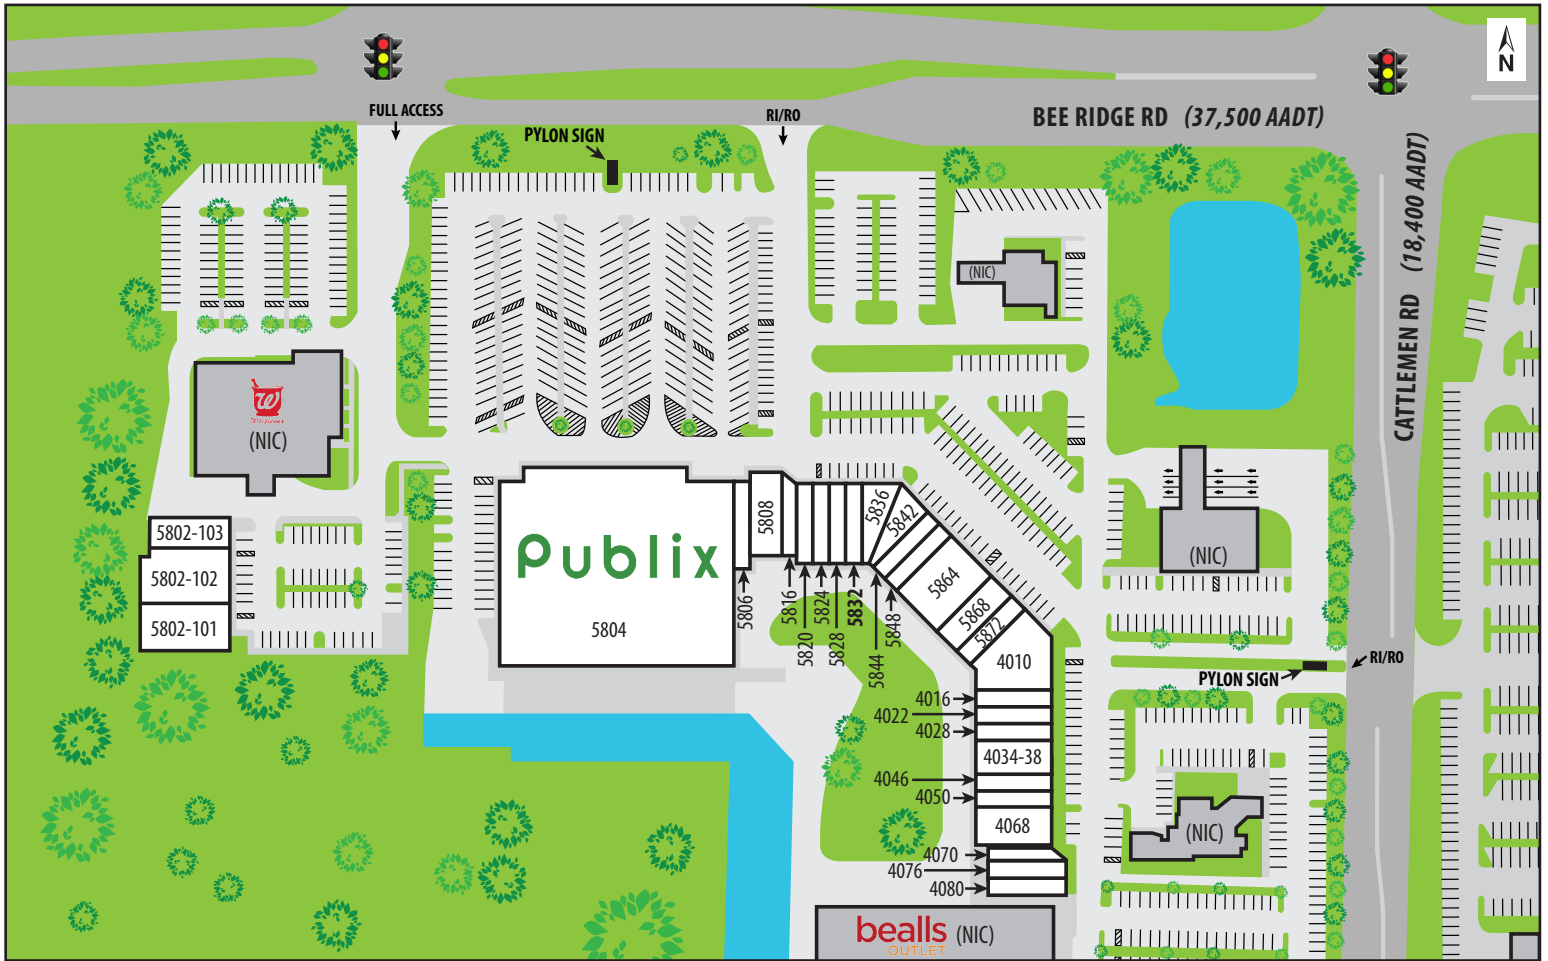 N
FULL ACCESS
PYLON SIGN
RI/RO
BEE RIDGE RD (37,500 AADT)
CATTLEMEN RD (18,400 AADT)
(NIC)
W
Walgreens
(NIC)
5802-103
5802-102
5802-101
Publix
5804
5806
5808
5816
5820
5824
5828
5832
5836
5842
5844
5848
5864
5868
5872
4010
4016
4022
4028
4034-38
4046
4050
4068
4070
4076
4080
(NIC)
RI/RO
PYLON SIGN
(NIC)
bealls (NIC)
OUTLET